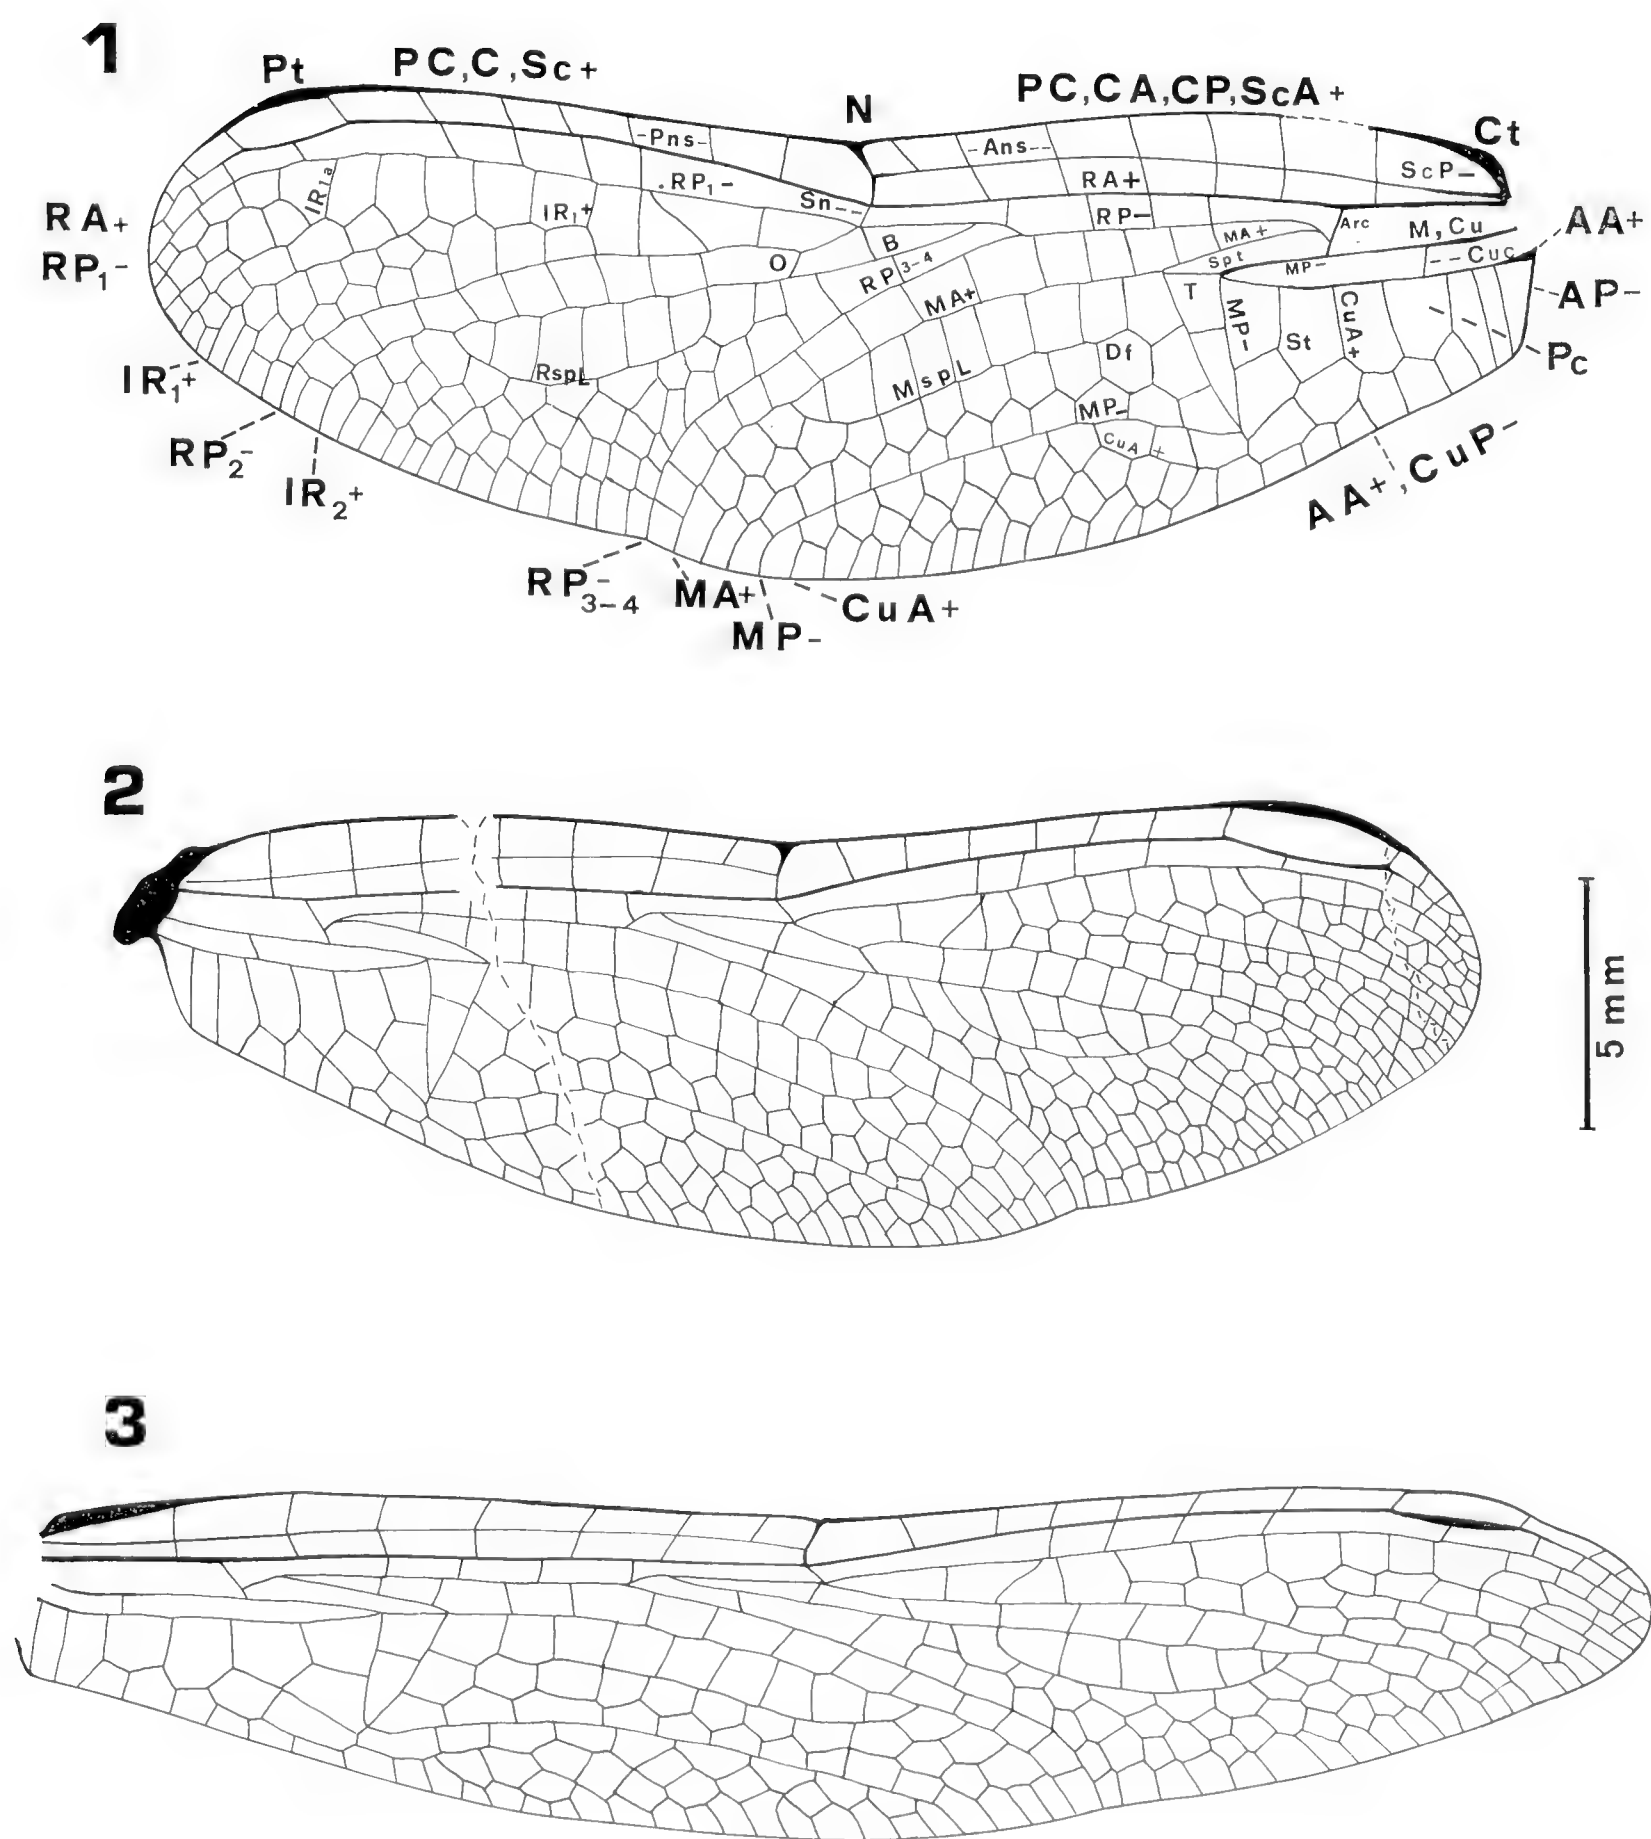 1
Pt
PC,C,Sc+
N
PC,CA,CP,ScA+
Ct
-Pns-
-Ans--
ScP-
RA+
RP1-
IR1a
IR1+
.RP1-
Sn--
RA+
RP-
MA+
Arc
M,Cu
AA+
O
B
RP3-4
Spt
MP-
--Cuc
AP-
MA+
T
MP-
St
CuA+
Pc
Df
RspL
MspL
MP-
CuA+
IR1+
RP2-
IR2+
AA+,CuP-
RP3-4-
MA+
MP-
CuA+
2
5 mm
3